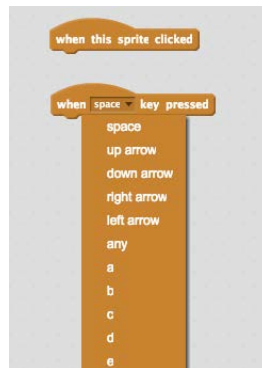 when this sprite clicked
when space key pressed
space
up arrow
down arrow
right arrow
left arrow
any
a
b
c
d
e